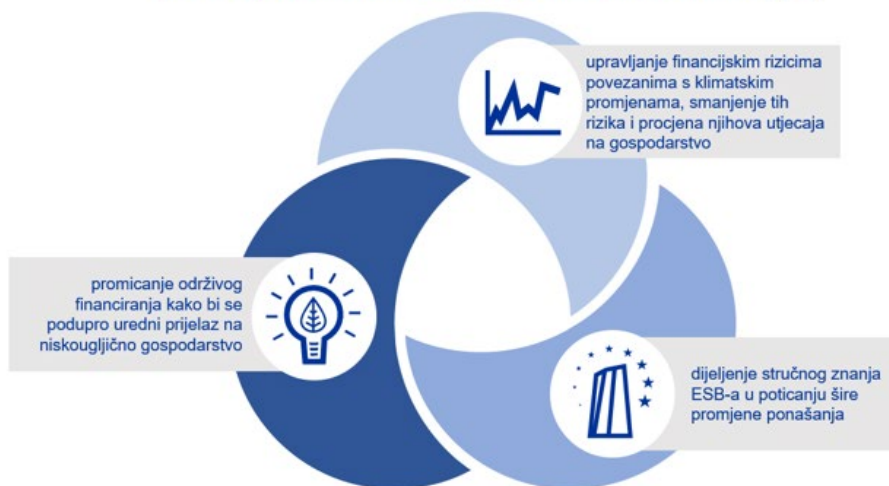 upravljanje financijskim rizicima
povezanima s klimatskim
promjenama, smanjenje tih
rizika i procjena njihova utjecaja
na gospodarstvo
promicanje održivog
financiranja kako bi se
podupro uredni prijelaz na
niskougljično gospodarstvo
dijeljenje stručnog znanja
ESB-a u poticanju šire
promjene ponašanja